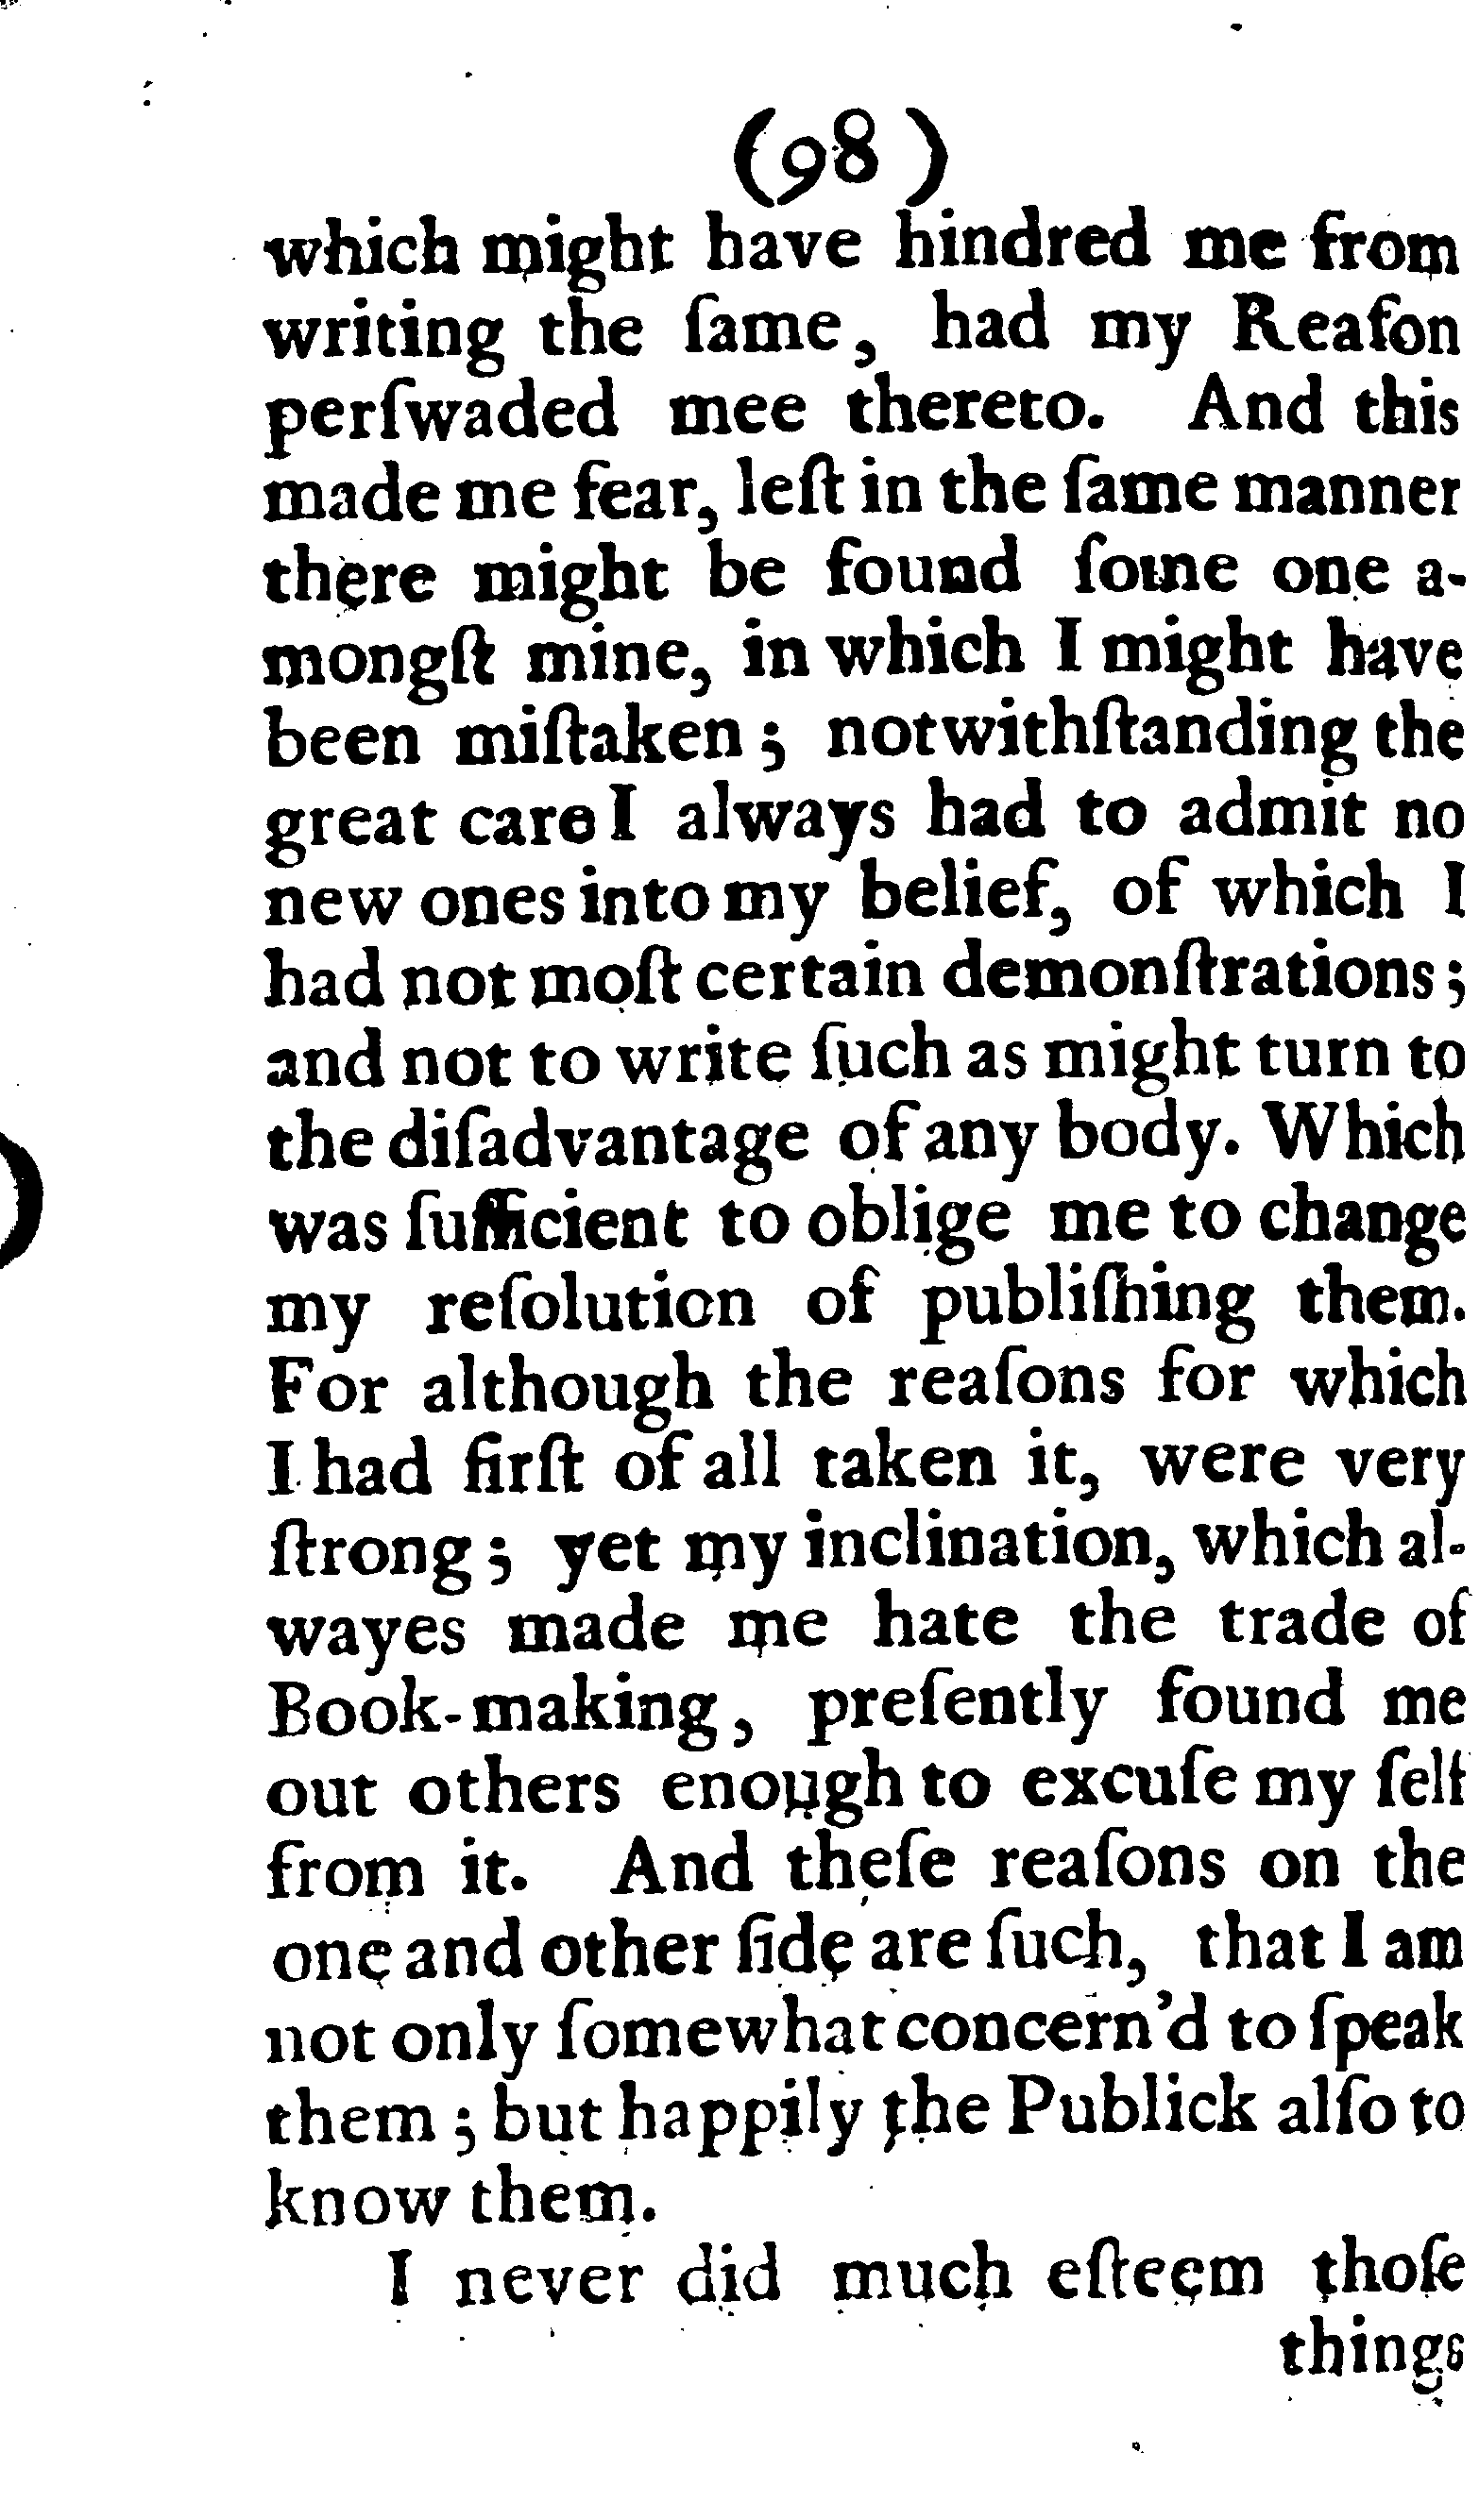 (98)
which might have hindred me from
writing the ſame, had my Reaſon
perſwaded mee thereto. And this
made me fear, leſt in the ſame manner
there might be found ſome one a-
mongſt mine, in which I might have
been miſtaken; notwithſtanding the
great care I always had to admit no
new ones into my belief, of which I
had not moſt certain demonſtrations;
and not to write ſuch as might turn to
the diſadvantage of any body. Which
was ſufficient to oblige me to change
my reſolution of publiſhing them.
For although the reaſons for which
I had firſt of all taken it, were very
ſtrong; yet my inclination, which al-
wayes made me hate the trade of
Book-making, preſently found me
out others enough to excuſe my ſelf
from it. And theſe reaſons on the
one and other ſide are ſuch, that I am
not only ſomewhat concern'd to ſpeak
them; but happily the Publick alſo to
know them.
I never did much eſteem thoſe
things